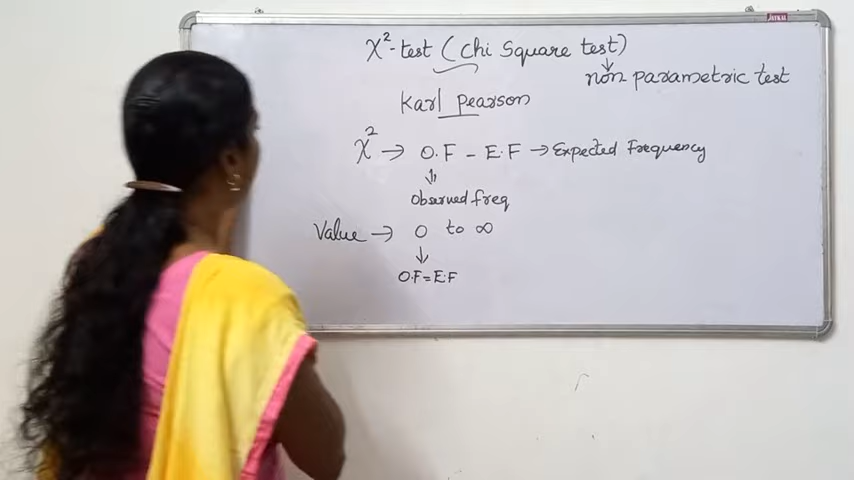 χ²-test (Chi Square test)
non parametric test
Karl Pearson
χ² → O.F - E.F → Expected Frequency
Observed freq
Value → 0 to ∞
O.F = E.F